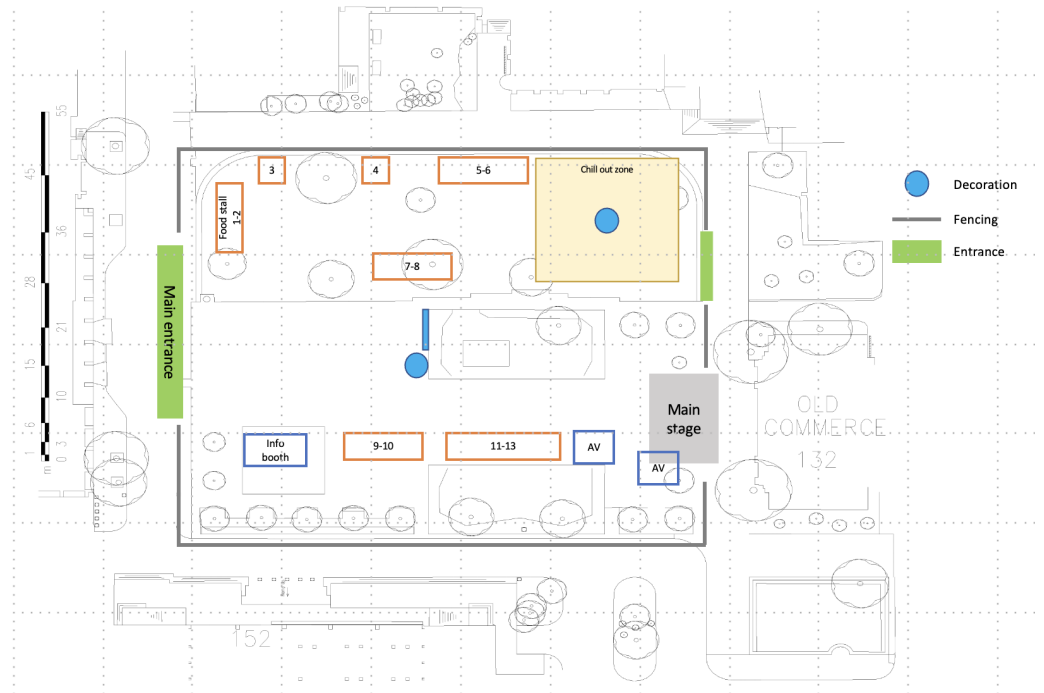 55
45
36
28
21
15
10
6
3
1
0
m
3
4
5-6
Chill out zone
Food stall
1-2
7-8
Main entrance
Main
stage
Info
booth
9-10
11-13
AV
AV
Decoration
Fencing
Entrance
OLD
COMMERCE
132
152